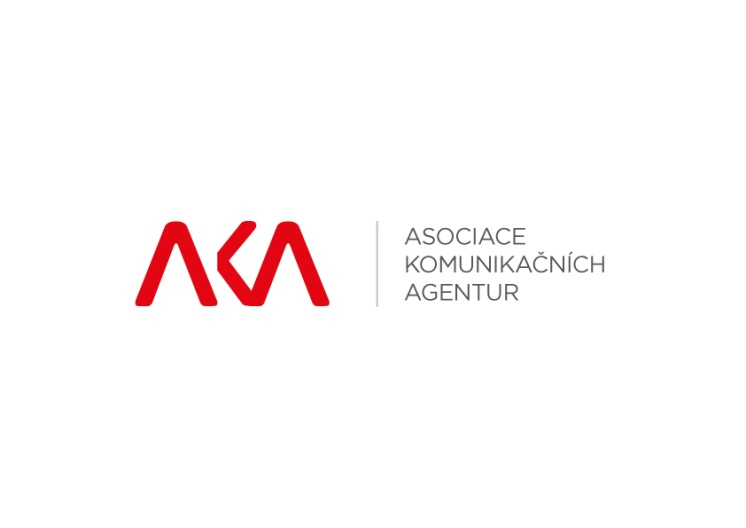 AKA
ASOCIACE
KOMUNIKAČNÍCH
AGENTUR